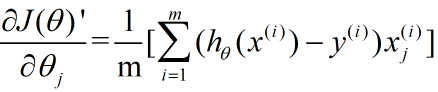 ∂J(θ)'/∂θ_j = 1/m [∑_{i=1}^{m} (h_θ(x^{(i)}) − y^{(i)}) x_j^{(i)}]